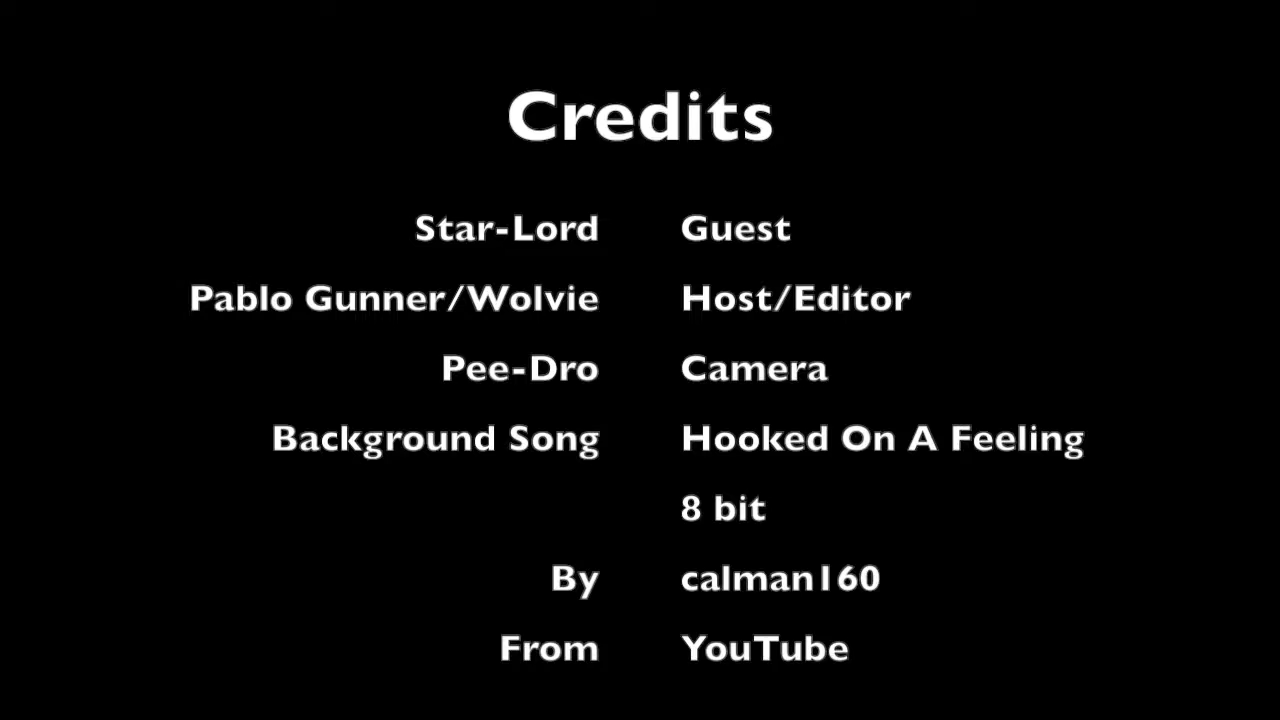 Credits
Star-Lord Guest
Pablo Gunner/Wolvie Host/Editor
Pee-Dro Camera
Background Song Hooked On A Feeling
8 bit
By calman160
From YouTube